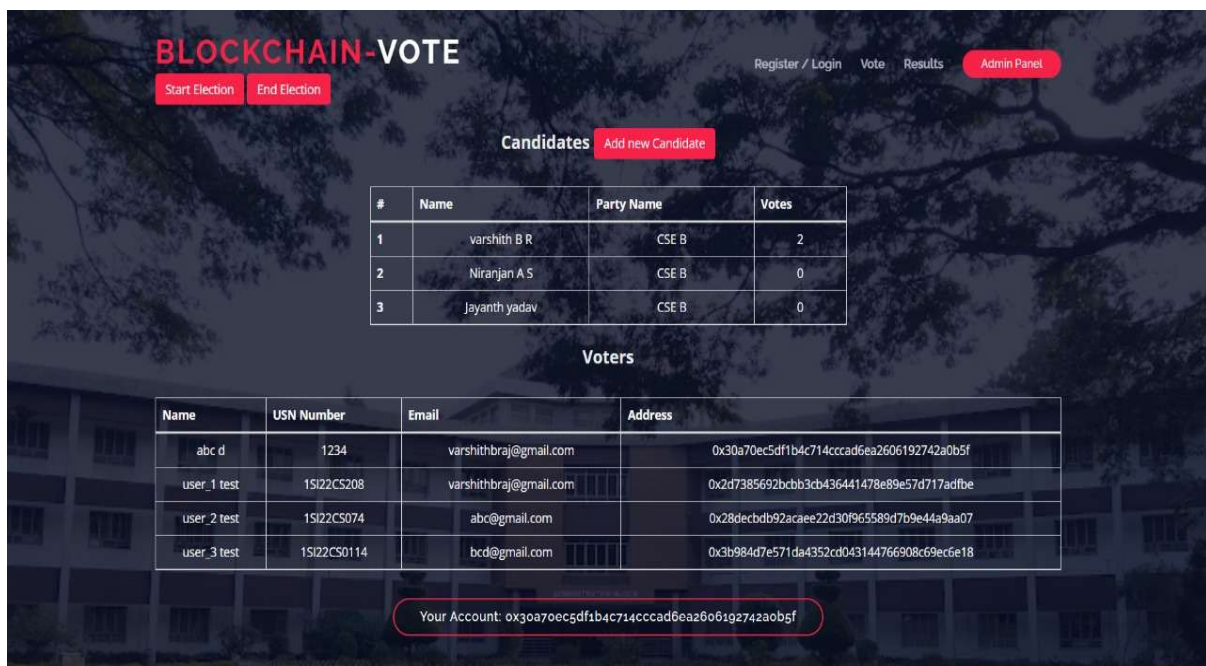 BLOCKCHAIN-VOTE
Register / Login Vote Results Admin Panel
Start Election End Election
Candidates Add new Candidate
# Name Party Name Votes
1 varshith B R CSE B 2
2 Niranjan A S CSE B 0
3 Jayanth yadav CSE B 0
Voters
Name USN Number Email Address
abc d 1234 varshithbraj@gmail.com 0x30a70ec5df1b4c714cccad6ea2606192742a0b5f
user_1 test 1SI22CS208 varshithbraj@gmail.com 0x2d7385692bcbb3cb436441478e89e57d717adfbe
user_2 test 1SI22CS074 abc@gmail.com 0x28decbdb92acaee22d30f965589d7b9e44a9aa07
user_3 test 1SI22CS0114 bcd@gmail.com 0x3b984d7e571da4352cd043144766908c69ec6e18
Your Account: 0x30a70ec5df1b4c714cccad6ea2606192742a0b5f